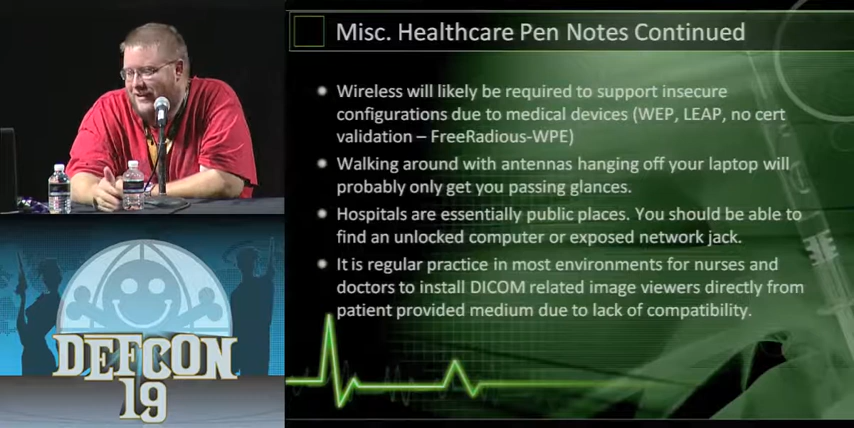 Misc. Healthcare Pen Notes Continued
Wireless will likely be required to support insecure
configurations due to medical devices (WEP, LEAP, no cert
validation – FreeRadious-WPE)
Walking around with antennas hanging off your laptop will
probably only get you passing glances.
Hospitals are essentially public places. You should be able to
find an unlocked computer or exposed network jack.
It is regular practice in most environments for nurses and
doctors to install DICOM related image viewers directly from
patient provided medium due to lack of compatibility.
DEFCON
19